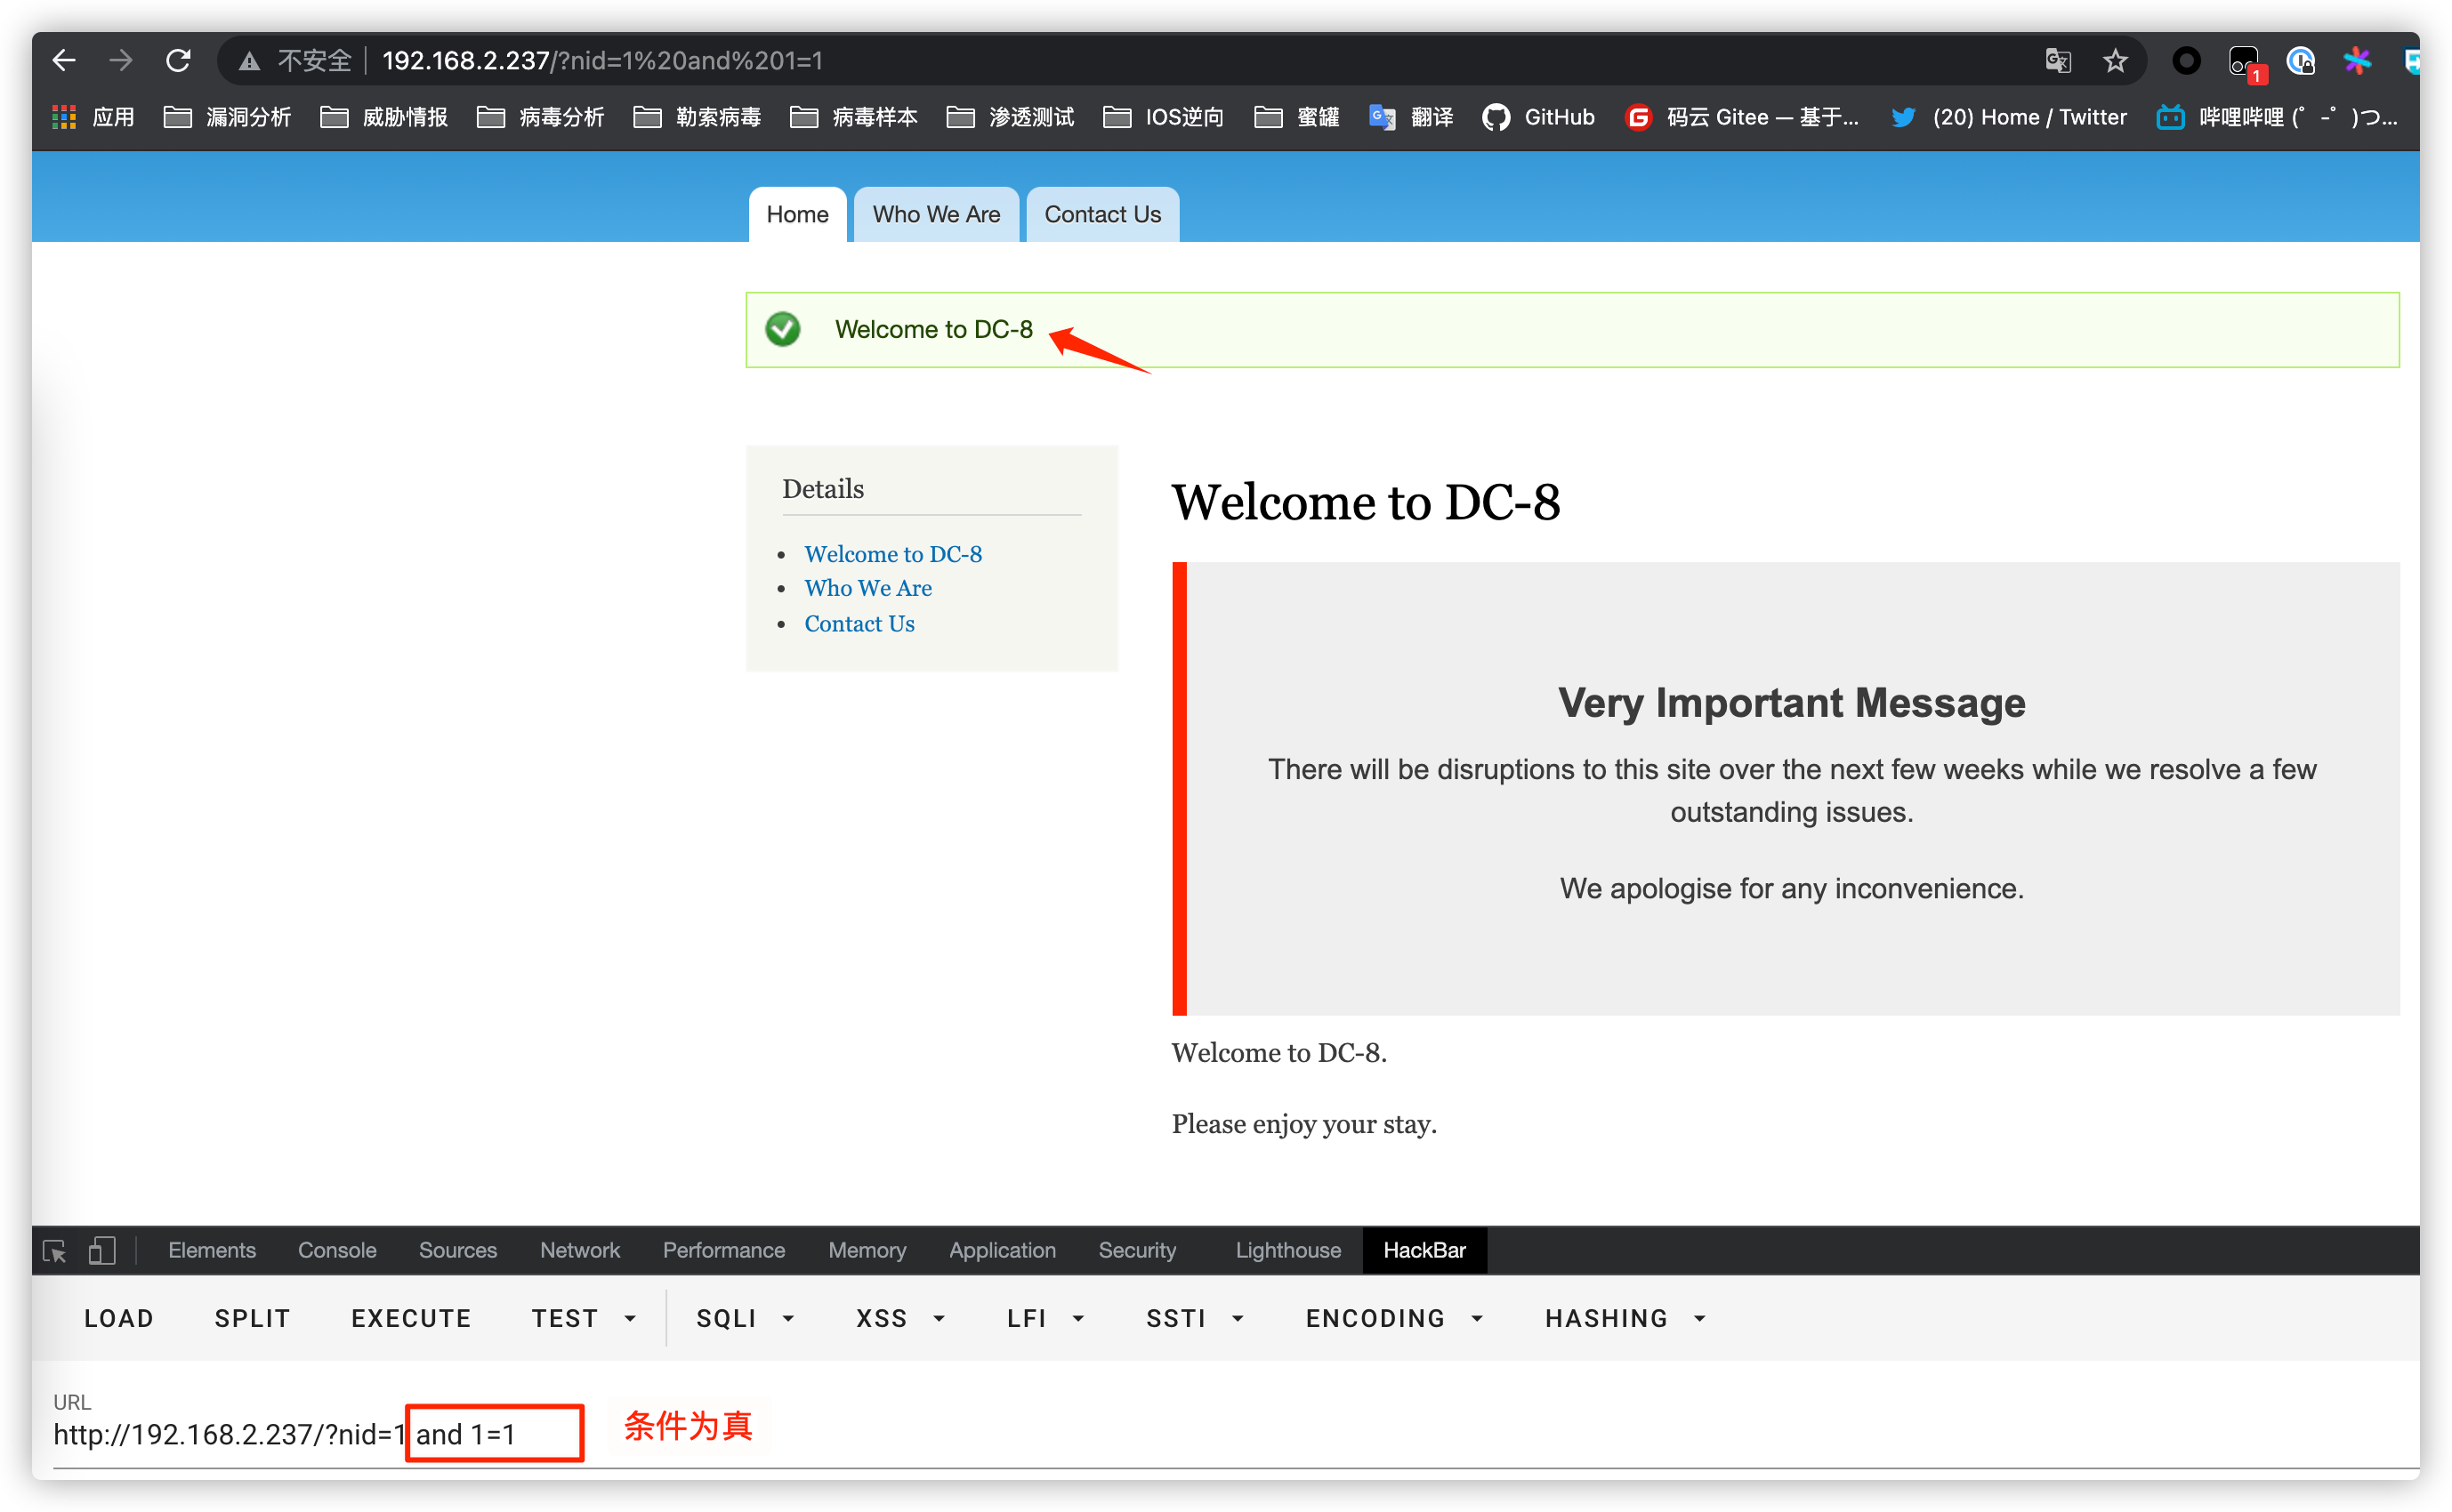 不安全 192.168.2.237/?nid=1%20and%201=1
1
应用 漏洞分析 威胁情报 病毒分析 勒索病毒 病毒样本 渗透测试 IOS逆向 蜜罐 翻译 GitHub 码云 Gitee — 基于... (20) Home / Twitter 哔哩哔哩 (゜-゜)つ...
Home Who We Are Contact Us
Welcome to DC-8
Details
Welcome to DC-8
Who We Are
Contact Us
Welcome to DC-8
Very Important Message
There will be disruptions to this site over the next few weeks while we resolve a few
outstanding issues.
We apologise for any inconvenience.
Welcome to DC-8.
Please enjoy your stay.
Elements Console Sources Network Performance Memory Application Security Lighthouse HackBar
LOAD SPLIT EXECUTE TEST SQLI XSS LFI SSTI ENCODING HASHING
URL
http://192.168.2.237/?nid=1 and 1=1 条件为真